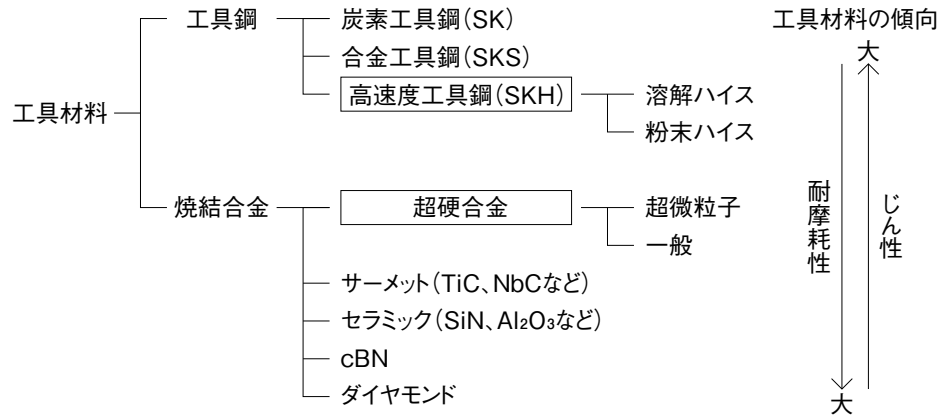 工具鋼
炭素工具鋼(SK)
工具材料の傾向
大
合金工具鋼(SKS)
高速度工具鋼(SKH)
溶解ハイス
工具材料
粉末ハイス
焼結合金
超硬合金
超微粒子
耐摩耗性
じん性
一般
サーメット(TiC、NbCなど)
セラミック(SiN、Al₂O₃など)
cBN
ダイヤモンド
大